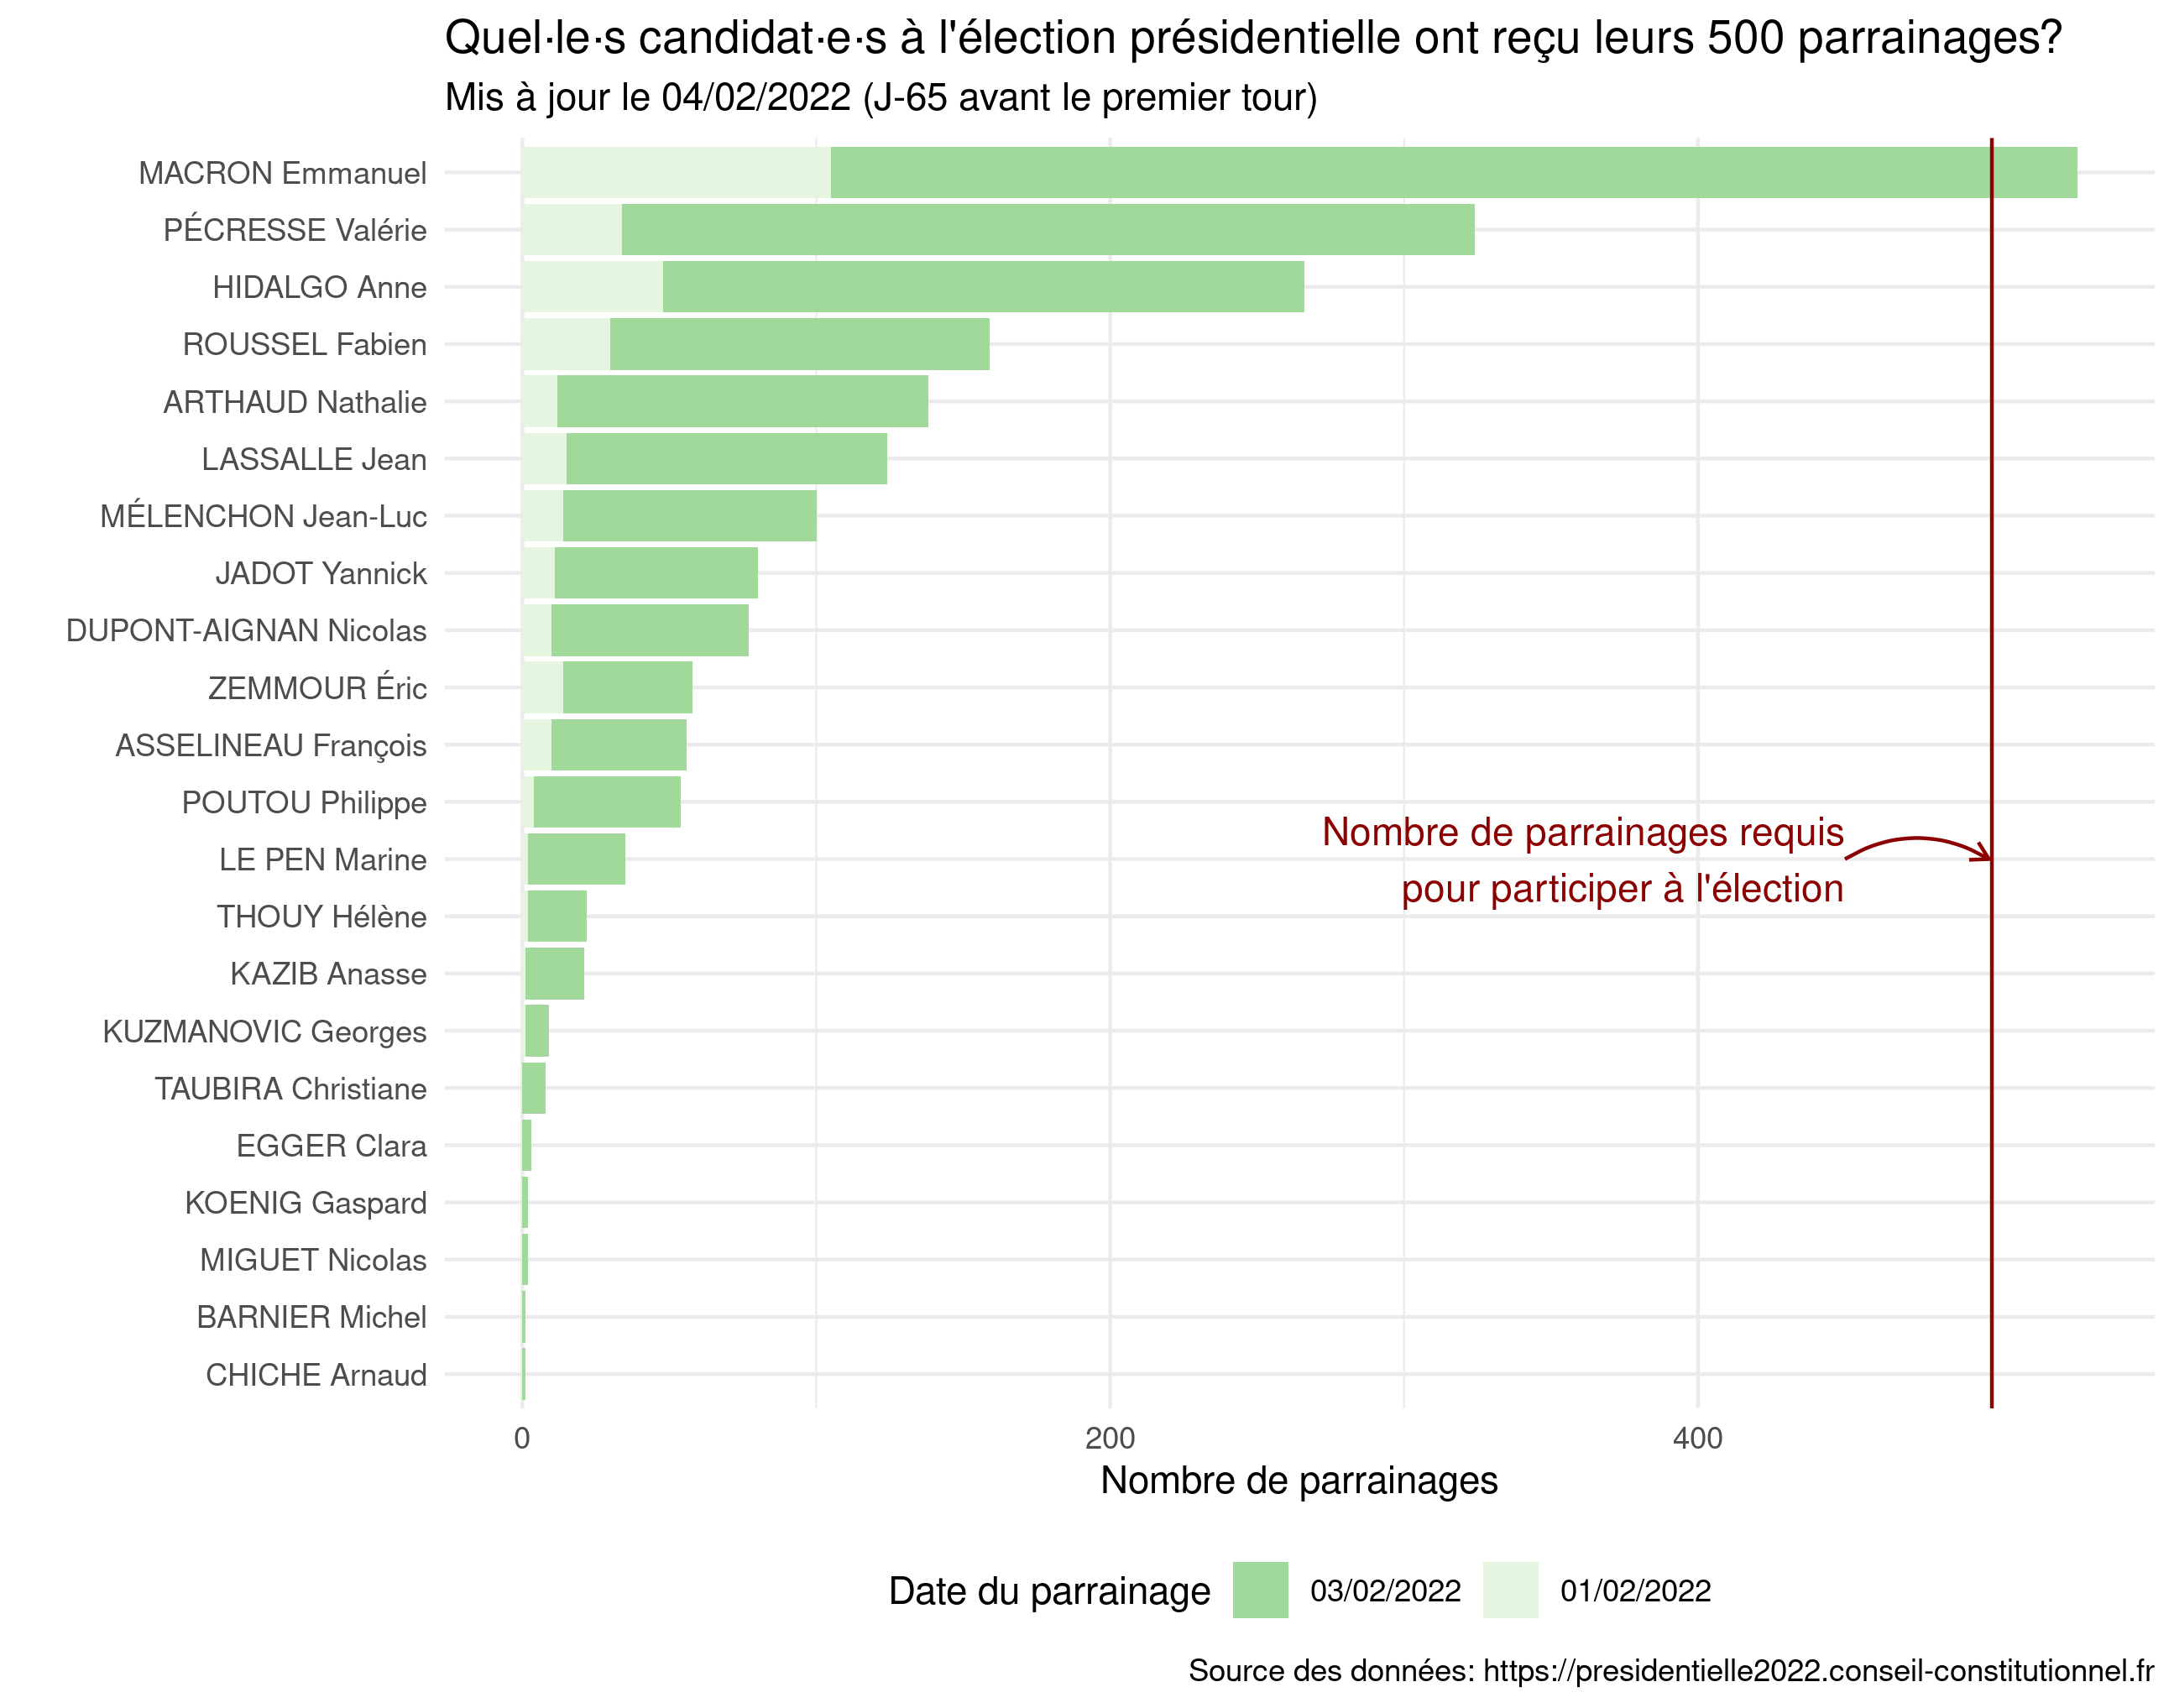 Quel·le·s candidat·e·s à l'élection présidentielle ont reçu leurs 500 parrainages?
Mis à jour le 04/02/2022 (J-65 avant le premier tour)
MACRON Emmanuel
PÉCRESSE Valérie
HIDALGO Anne
ROUSSEL Fabien
ARTHAUD Nathalie
LASSALLE Jean
MÉLENCHON Jean-Luc
JADOT Yannick
DUPONT-AIGNAN Nicolas
ZEMMOUR Éric
ASSELINEAU François
POUTOU Philippe
LE PEN Marine
THOUY Hélène
KAZIB Anasse
KUZMANOVIC Georges
TAUBIRA Christiane
EGGER Clara
KOENIG Gaspard
MIGUET Nicolas
BARNIER Michel
CHICHE Arnaud
Nombre de parrainages requis
pour participer à l'élection
0 200 400
Nombre de parrainages
Date du parrainage 03/02/2022 01/02/2022
Source des données: https://presidentielle2022.conseil-constitutionnel.fr